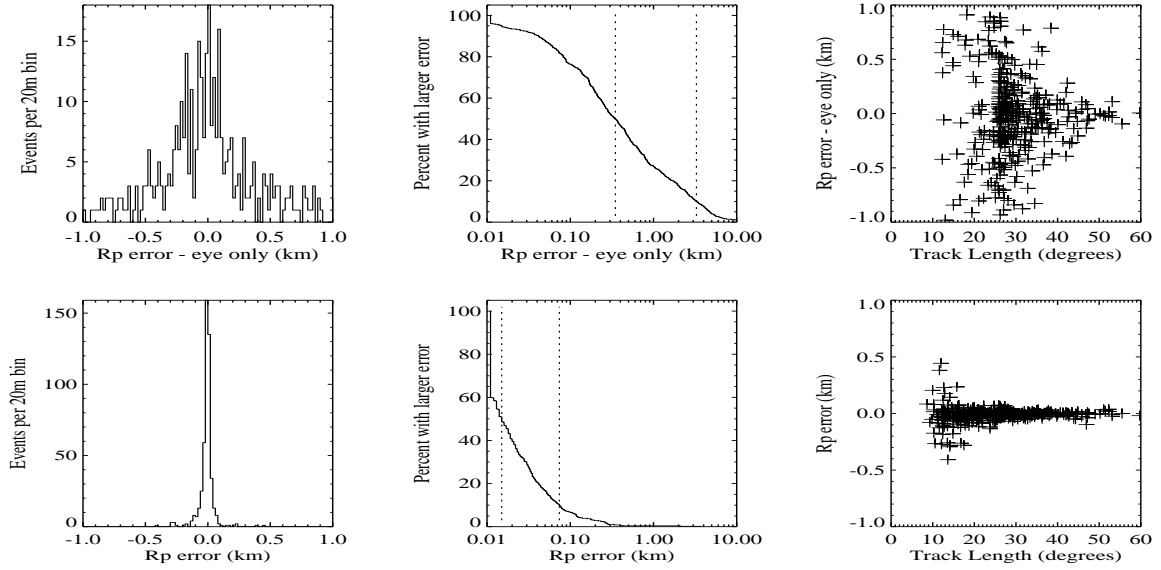 Events per 20m bin
15
10
5
0
-1.0 -0.5 0.0 0.5 1.0
Rp error - eye only (km)
Percent with larger error
100
80
60
40
20
0
0.01 0.10 1.00 10.00
Rp error - eye only (km)
Rp error - eye only (km)
1.0
0.5
0.0
-0.5
-1.0
0 10 20 30 40 50 60
Track Length (degrees)
Events per 20m bin
150
100
50
0
-1.0 -0.5 0.0 0.5 1.0
Rp error (km)
Percent with larger error
100
80
60
40
20
0
0.01 0.10 1.00 10.00
Rp error (km)
Rp error (km)
1.0
0.5
0.0
-0.5
-1.0
0 10 20 30 40 50 60
Track Length (degrees)